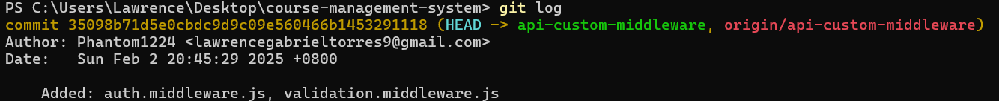 PS C:\Users\Lawrence\Desktop\course-management-system> git log
commit 35098b71d5e0cbdc9d9c09e560466b1453291118 (HEAD -> api-custom-middleware, origin/api-custom-middleware)
Author: Phantom1224 <lawrencegabrieltorres9@gmail.com>
Date:   Sun Feb 2 20:45:29 2025 +0800
    Added: auth.middleware.js, validation.middleware.js